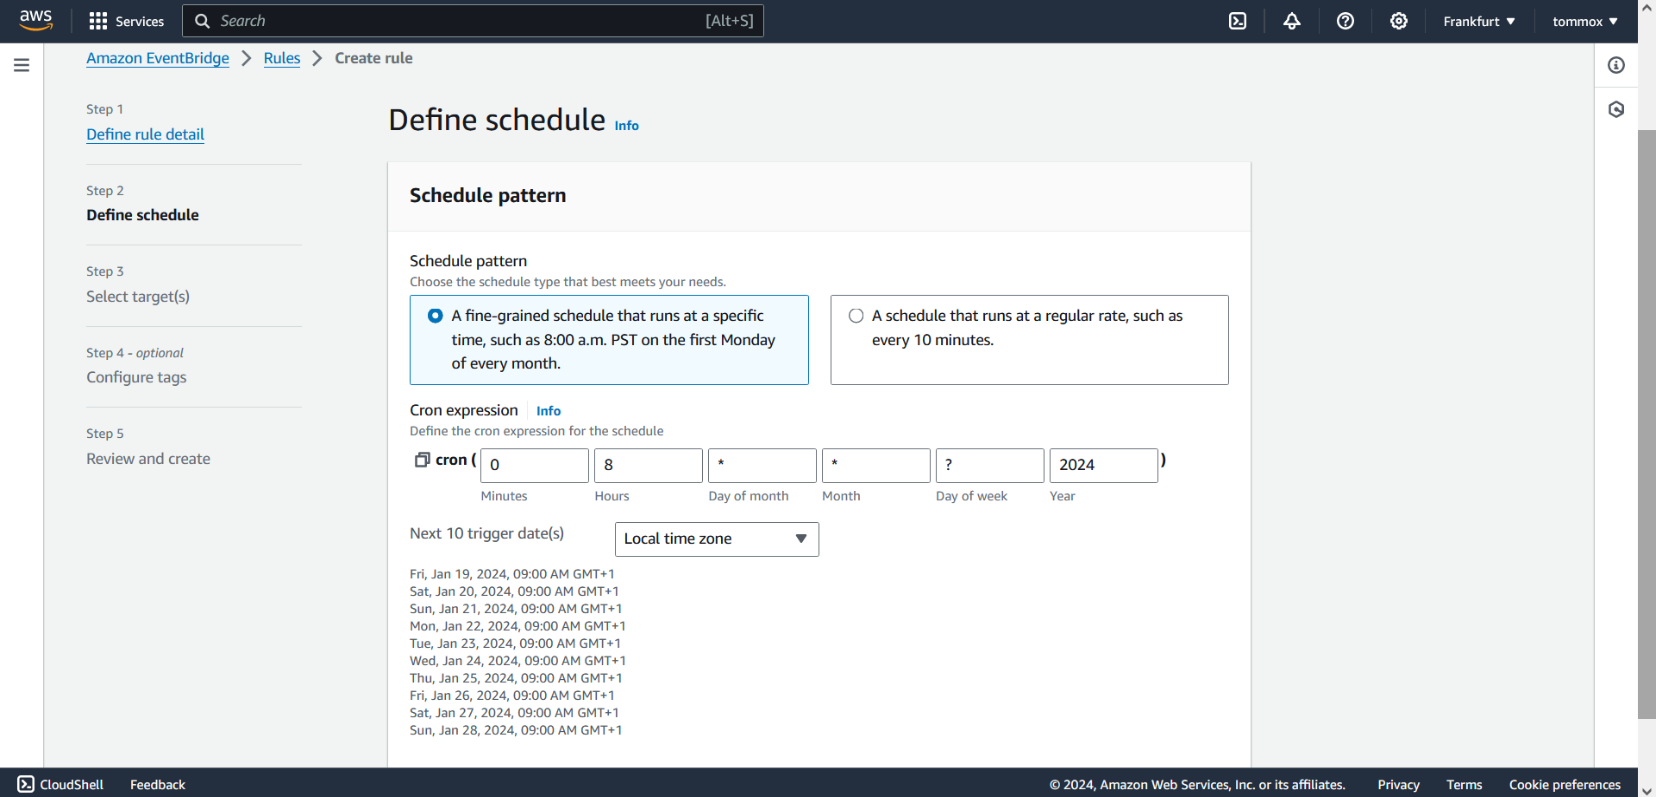 aws
Services
Search
[Alt+S]
Frankfurt
tommox
Amazon EventBridge
Rules
Create rule
Step 1
Define rule detail
Step 2
Define schedule
Step 3
Select target(s)
Step 4 - optional
Configure tags
Step 5
Review and create
Define schedule Info
Schedule pattern
Schedule pattern
Choose the schedule type that best meets your needs.
A fine-grained schedule that runs at a specific
time, such as 8:00 a.m. PST on the first Monday
of every month.
A schedule that runs at a regular rate, such as
every 10 minutes.
Cron expression Info
Define the cron expression for the schedule
cron ( 0 8 * * ? 2024 )
Minutes Hours Day of month Month Day of week Year
Next 10 trigger date(s) Local time zone
Fri, Jan 19, 2024, 09:00 AM GMT+1
Sat, Jan 20, 2024, 09:00 AM GMT+1
Sun, Jan 21, 2024, 09:00 AM GMT+1
Mon, Jan 22, 2024, 09:00 AM GMT+1
Tue, Jan 23, 2024, 09:00 AM GMT+1
Wed, Jan 24, 2024, 09:00 AM GMT+1
Thu, Jan 25, 2024, 09:00 AM GMT+1
Fri, Jan 26, 2024, 09:00 AM GMT+1
Sat, Jan 27, 2024, 09:00 AM GMT+1
Sun, Jan 28, 2024, 09:00 AM GMT+1
CloudShell Feedback © 2024, Amazon Web Services, Inc. or its affiliates. Privacy Terms Cookie preferences